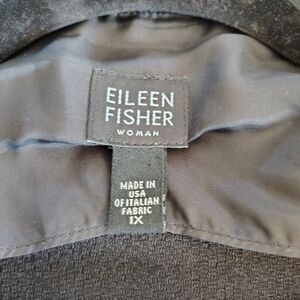 EILEEN
FISHER
WOMAN
MADE IN
USA
OF ITALIAN
FABRIC
1X